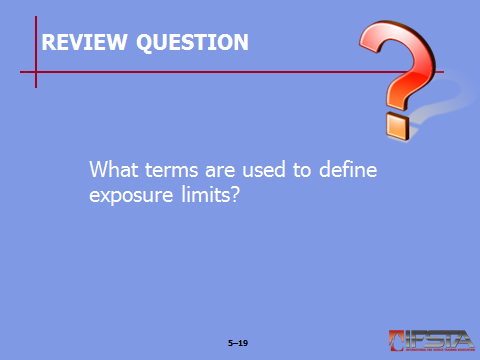 REVIEW QUESTION
What terms are used to define
exposure limits?
5–19
IFSTA